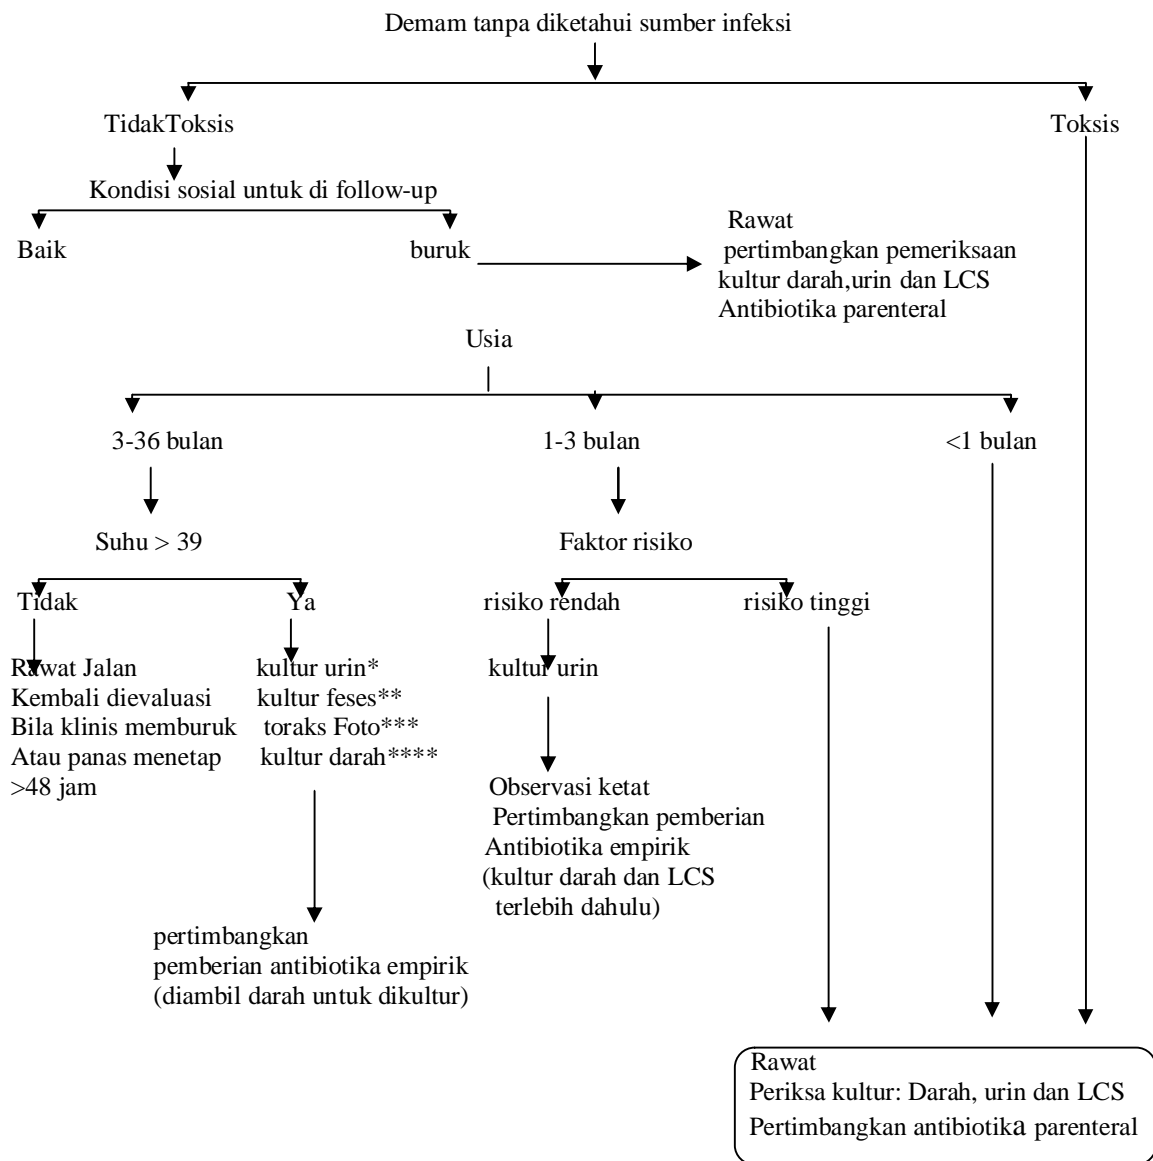 Demam tanpa diketahui sumber infeksi
TidakToksis
Toksis
Kondisi sosial untuk di follow-up
Baik
buruk
Rawat
pertimbangkan pemeriksaan
kultur darah,urin dan LCS
Antibiotika parenteral
Usia
3-36 bulan
1-3 bulan
<1 bulan
Suhu > 39
Faktor risiko
Tidak
Ya
risiko rendah
risiko tinggi
Rawat Jalan
Kembali dievaluasi
Bila klinis memburuk
Atau panas menetap
>48 jam
kultur urin*
kultur feses**
toraks Foto***
kultur darah****
kultur urin
Observasi ketat
Pertimbangkan pemberian
Antibiotika empirik
(kultur darah dan LCS
terlebih dahulu)
pertimbangkan
pemberian antibiotika empirik
(diambil darah untuk dikultur)
Rawat
Periksa kultur: Darah, urin dan LCS
Pertimbangkan antibiotika parenteral